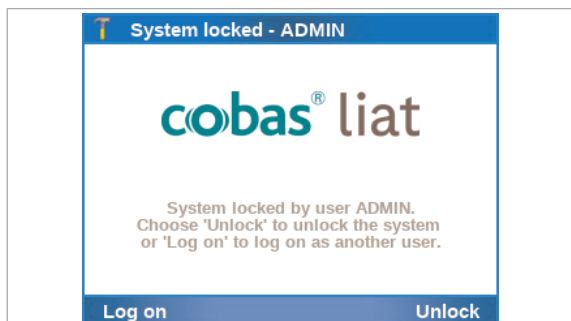 System locked - ADMIN
cobas® liat
System locked by user ADMIN.
Choose 'Unlock' to unlock the system
or 'Log on' to log on as another user.
Log on Unlock